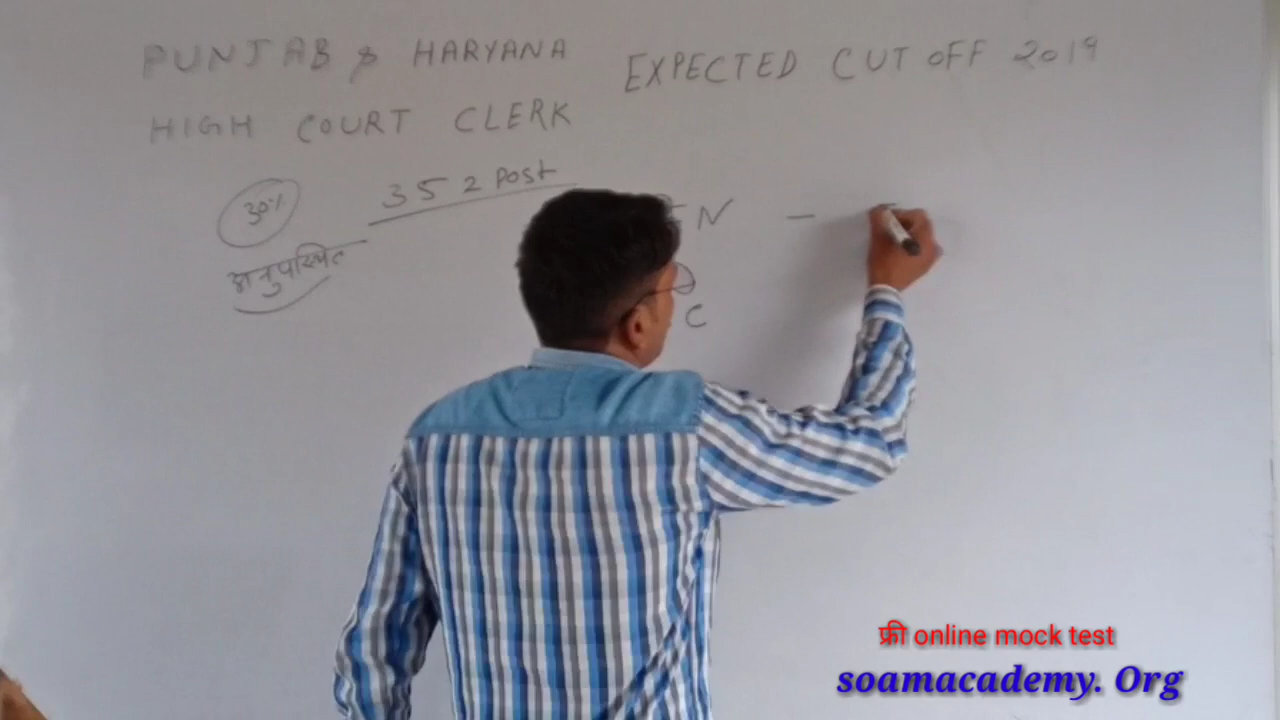 PUNJAB & HARYANA
HIGH COURT CLERK
EXPECTED CUT OFF 2019
30%
अनुपस्थित
352 Post
EN -
C
फ्री online mock test
soamacademy. Org